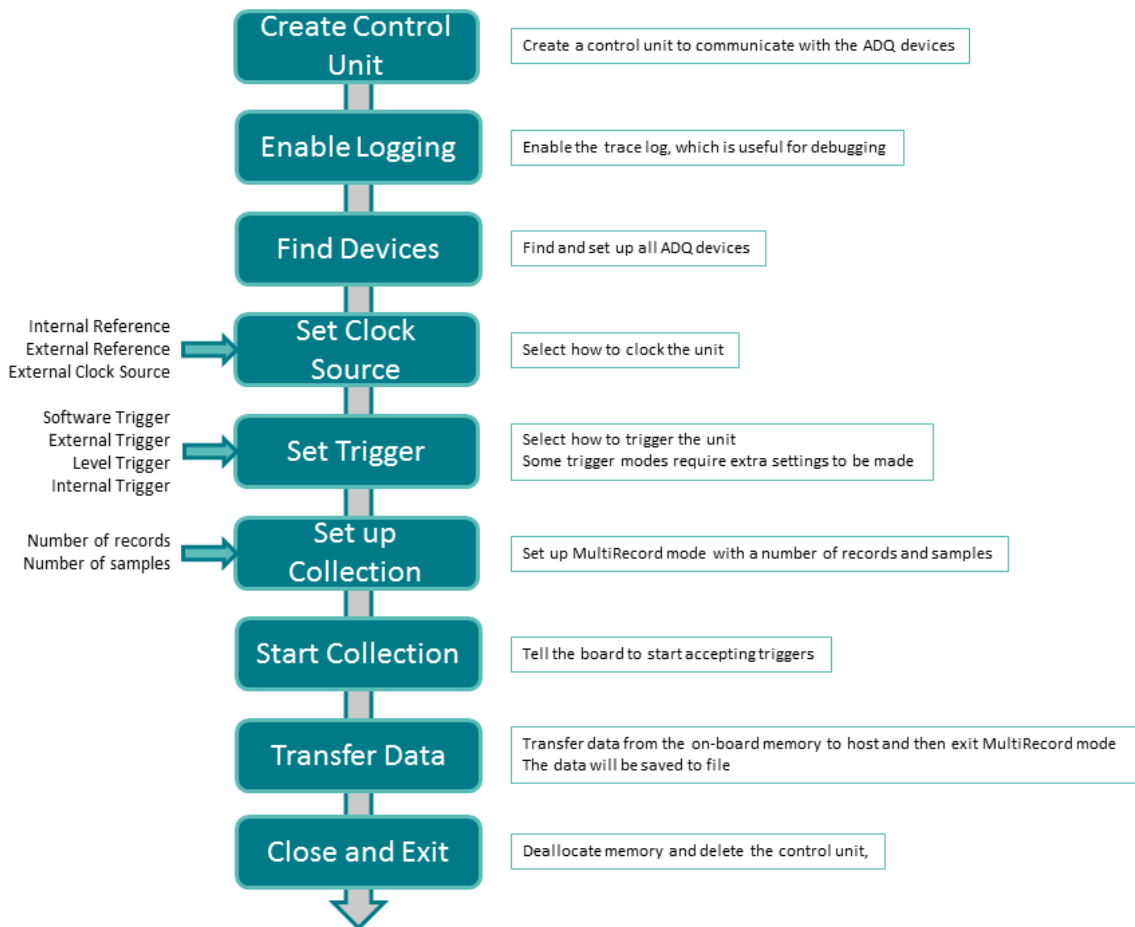 Create Control
Unit
Create a control unit to communicate with the ADQ devices
Enable Logging
Enable the trace log, which is useful for debugging
Find Devices
Find and set up all ADQ devices
Internal Reference
External Reference
External Clock Source
Set Clock
Source
Select how to clock the unit
Software Trigger
External Trigger
Level Trigger
Internal Trigger
Set Trigger
Select how to trigger the unit
Some trigger modes require extra settings to be made
Number of records
Number of samples
Set up
Collection
Set up MultiRecord mode with a number of records and samples
Start Collection
Tell the board to start accepting triggers
Transfer Data
Transfer data from the on-board memory to host and then exit MultiRecord mode
The data will be saved to file
Close and Exit
Deallocate memory and delete the control unit,